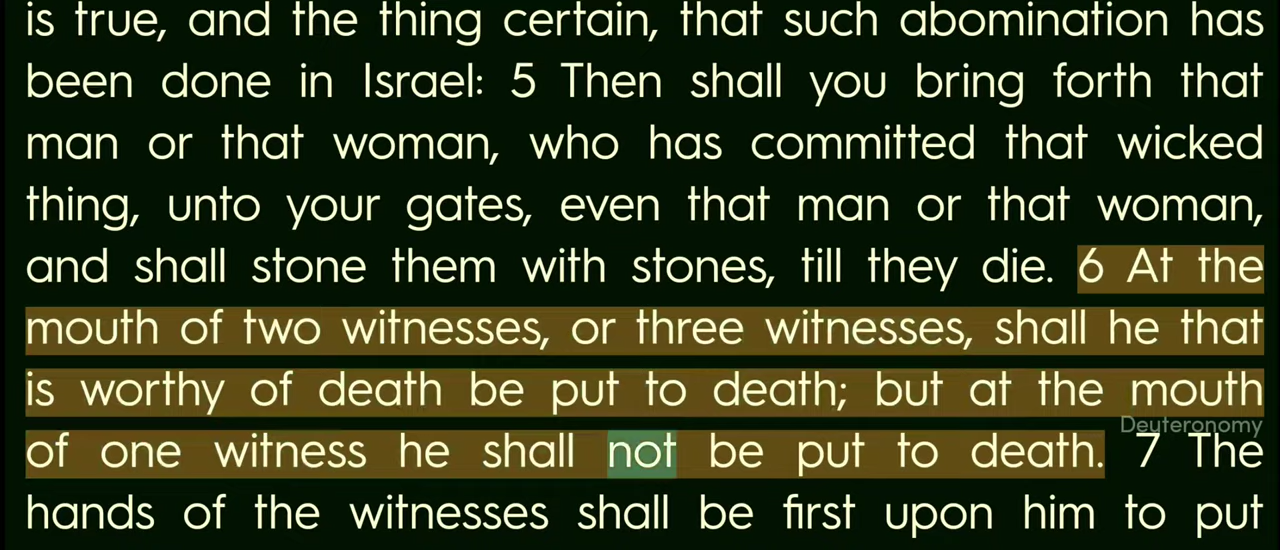 is true, and the thing certain, that such abomination has
been done in Israel: 5 Then shall you bring forth that
man or that woman, who has committed that wicked
thing, unto your gates, even that man or that woman,
and shall stone them with stones, till they die. 6 At the
mouth of two witnesses, or three witnesses, shall he that
is worthy of death be put to death; but at the mouth
Deuteronomy
of one witness he shall not be put to death. 7 The
hands of the witnesses shall be first upon him to put